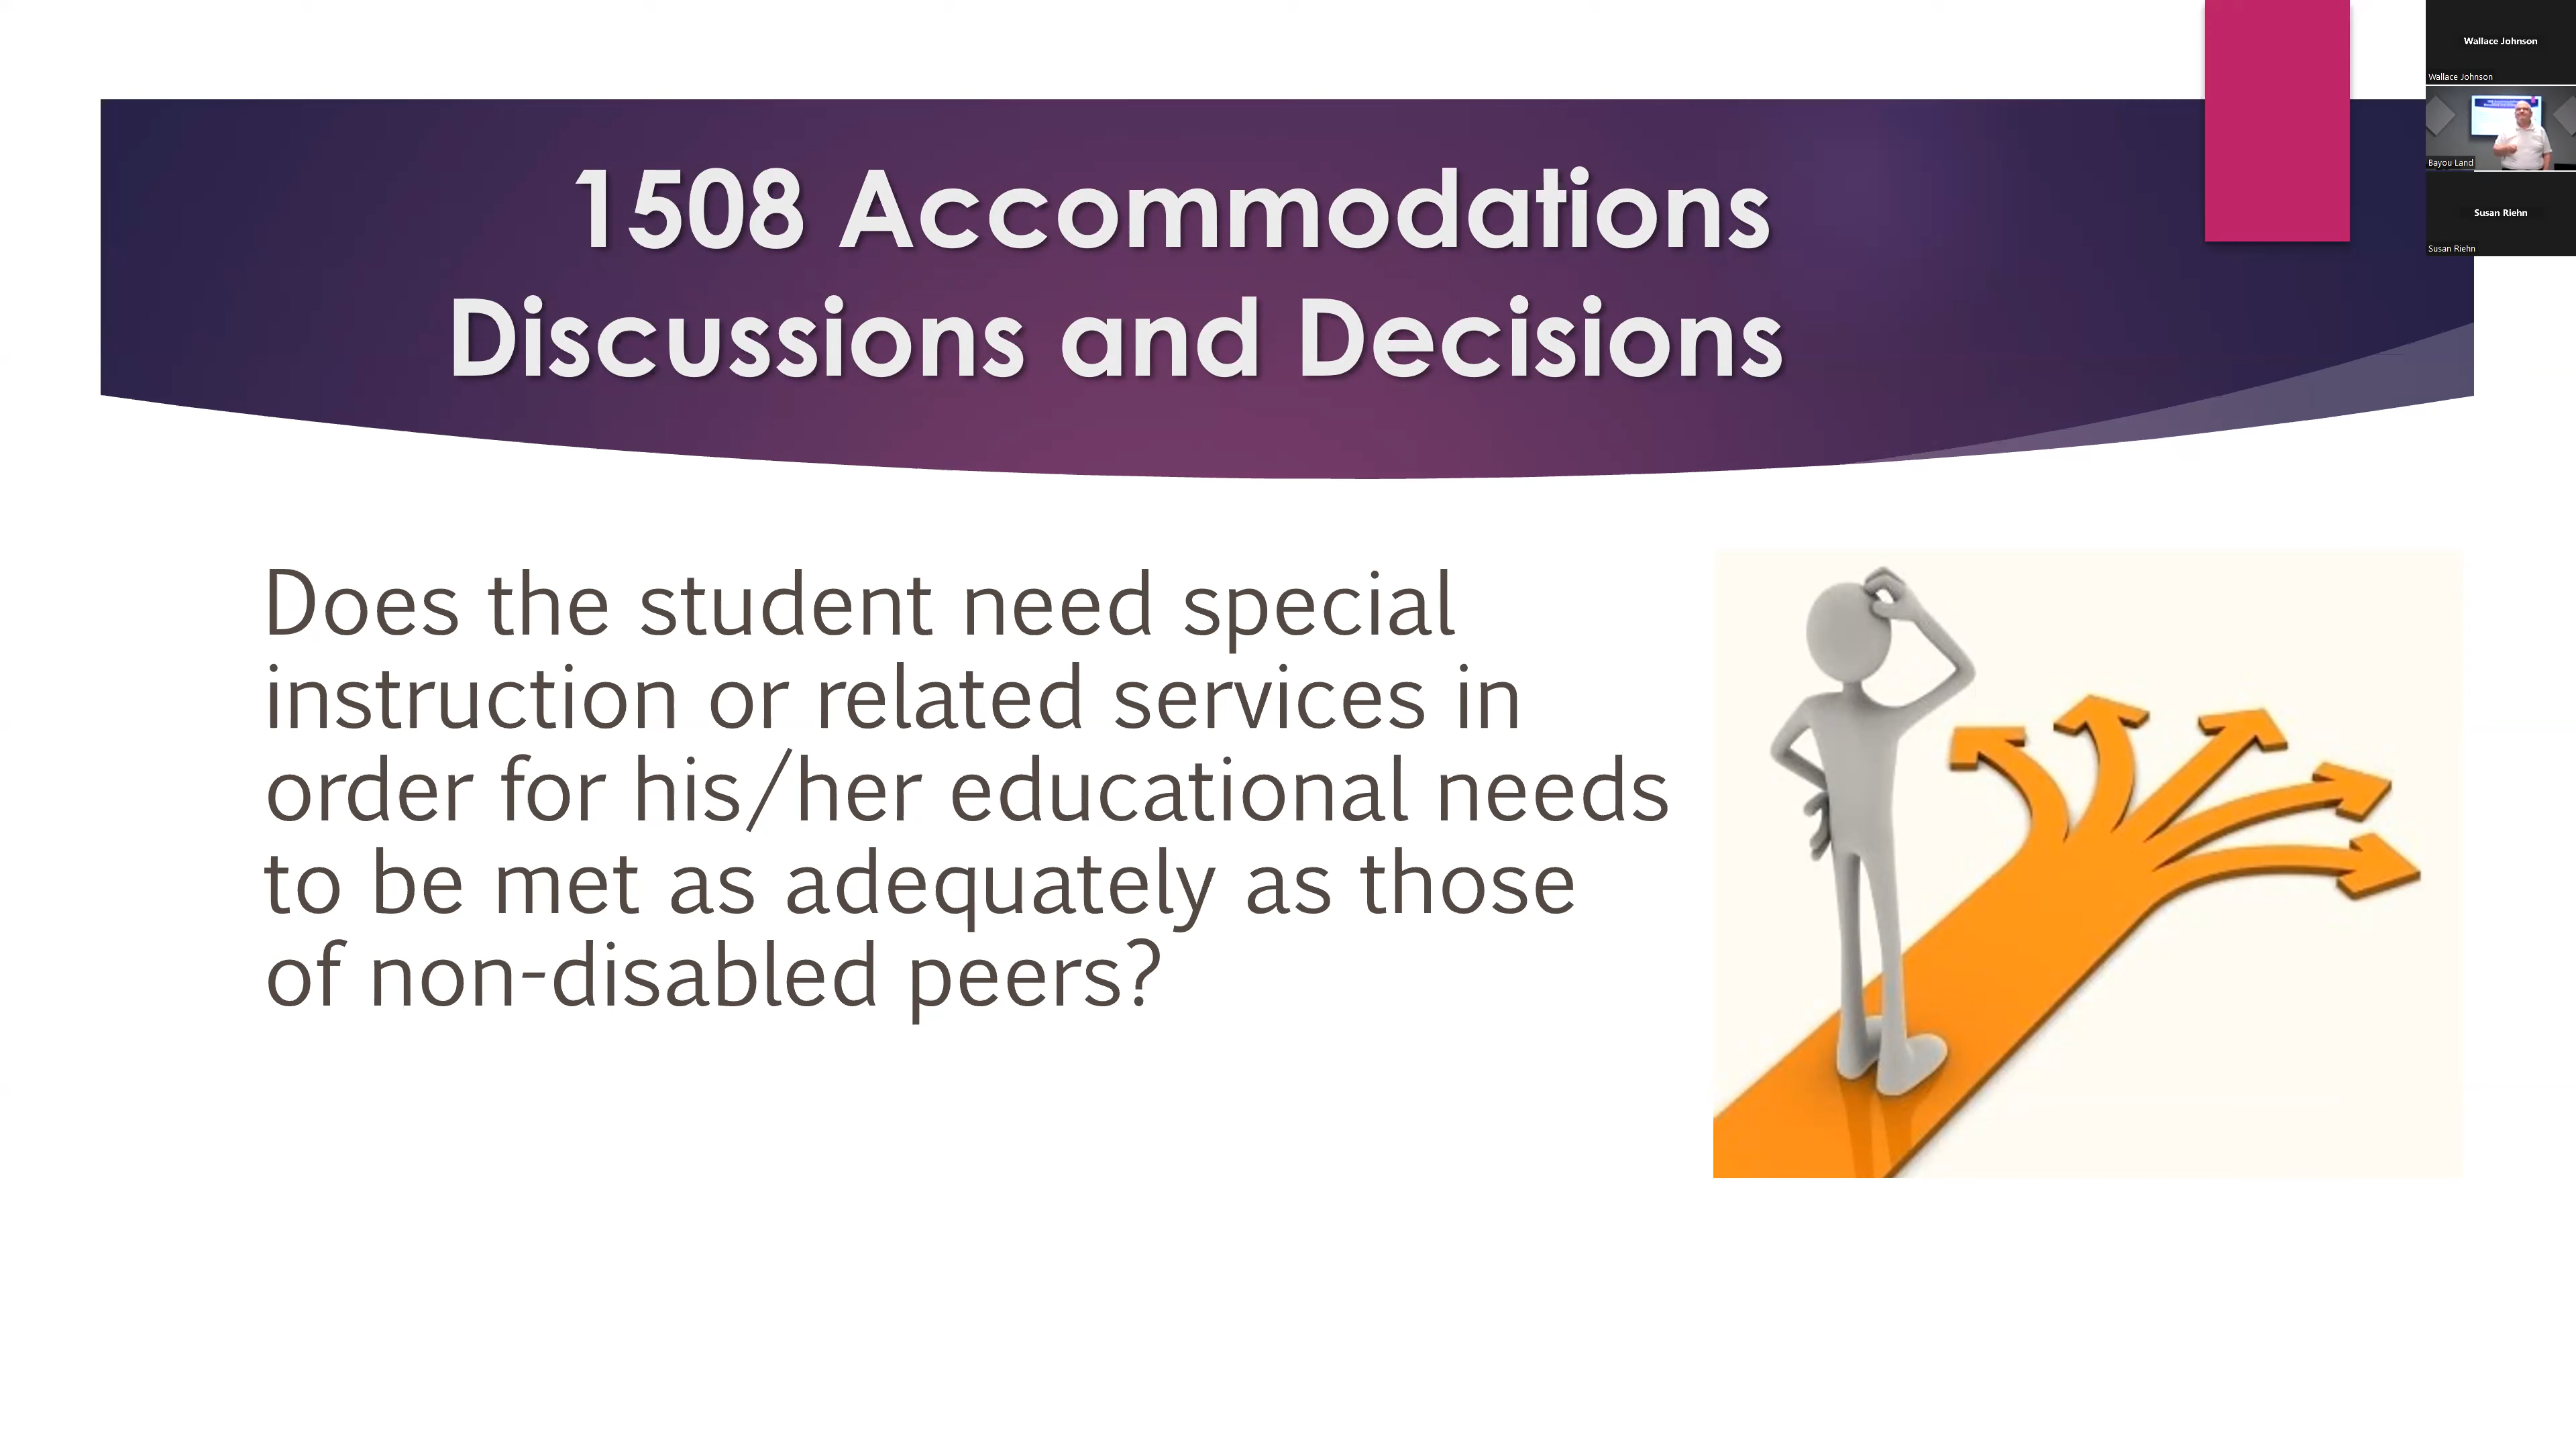 1508 Accommodations
Discussions and Decisions
Does the student need special
instruction or related services in
order for his/her educational needs
to be met as adequately as those
of non-disabled peers?
Wallace Johnson
Wallace Johnson
Bayou Land
Susan Riehn
Susan Riehn